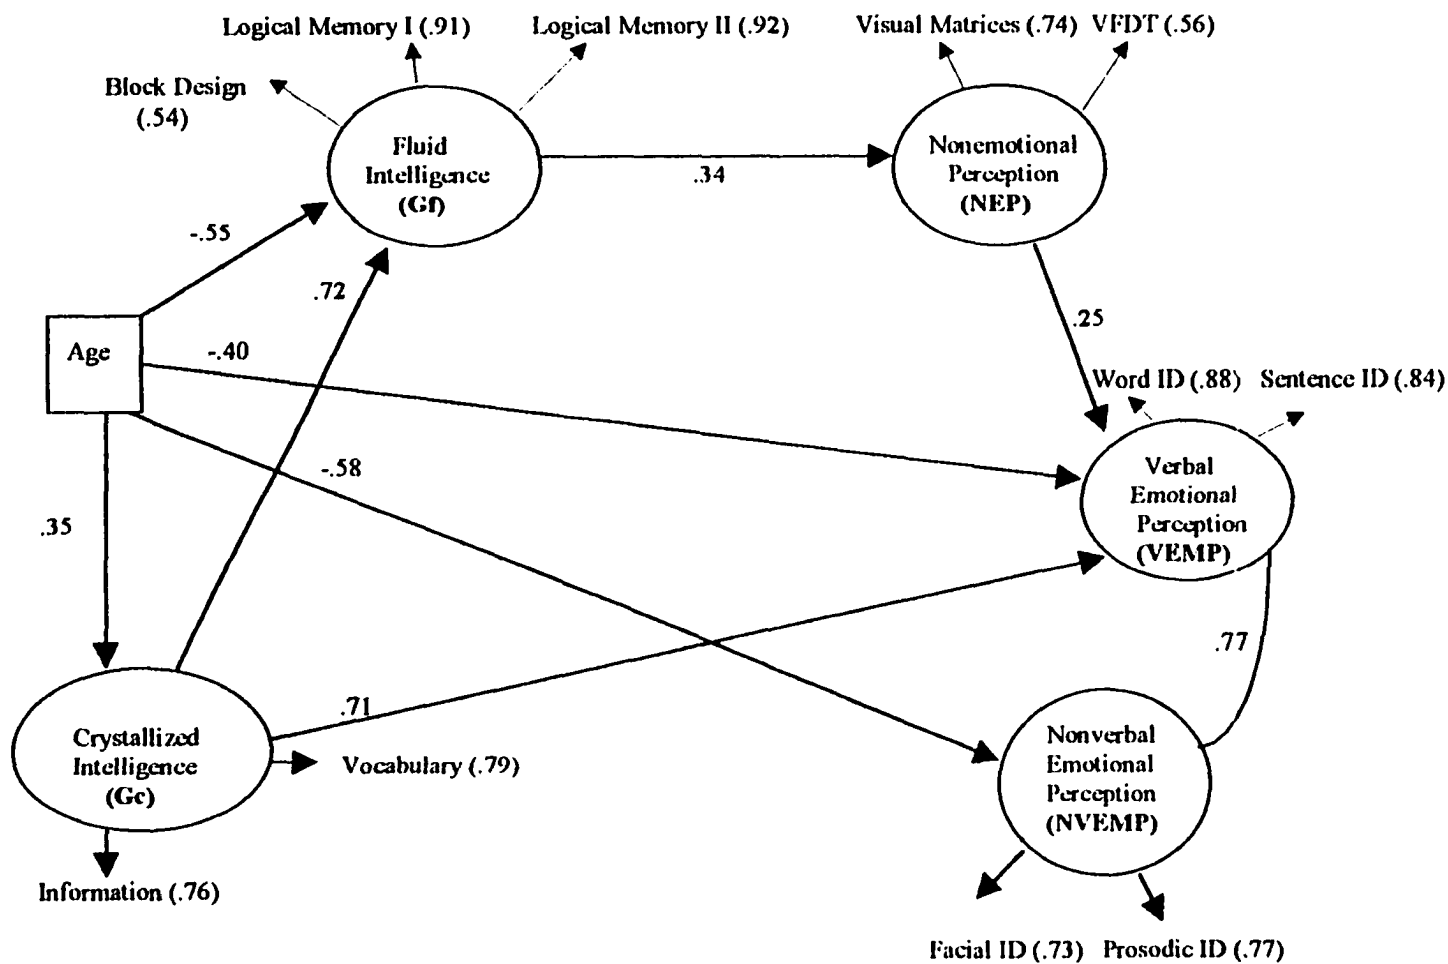 Logical Memory I (.91)
Logical Memory II (.92)
Visual Matrices (.74)
VFDT (.56)
Block Design
(.54)
Fluid
Intelligence
(Gf)
Nonemotional
Perception
(NEP)
.34
-.55
.72
.25
Age
-.40
Word ID (.88)
Sentence ID (.84)
-.58
Verbal
Emotional
Perception
(VEMP)
.35
.77
.71
Crystallized
Intelligence
(Gc)
Vocabulary (.79)
Nonverbal
Emotional
Perception
(NVEMP)
Information (.76)
Facial ID (.73)
Prosodic ID (.77)